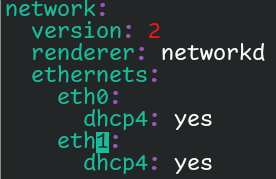 network:
  version: 2
  renderer: networkd
  ethernets:
    eth0:
      dhcp4: yes
    eth1:
      dhcp4: yes